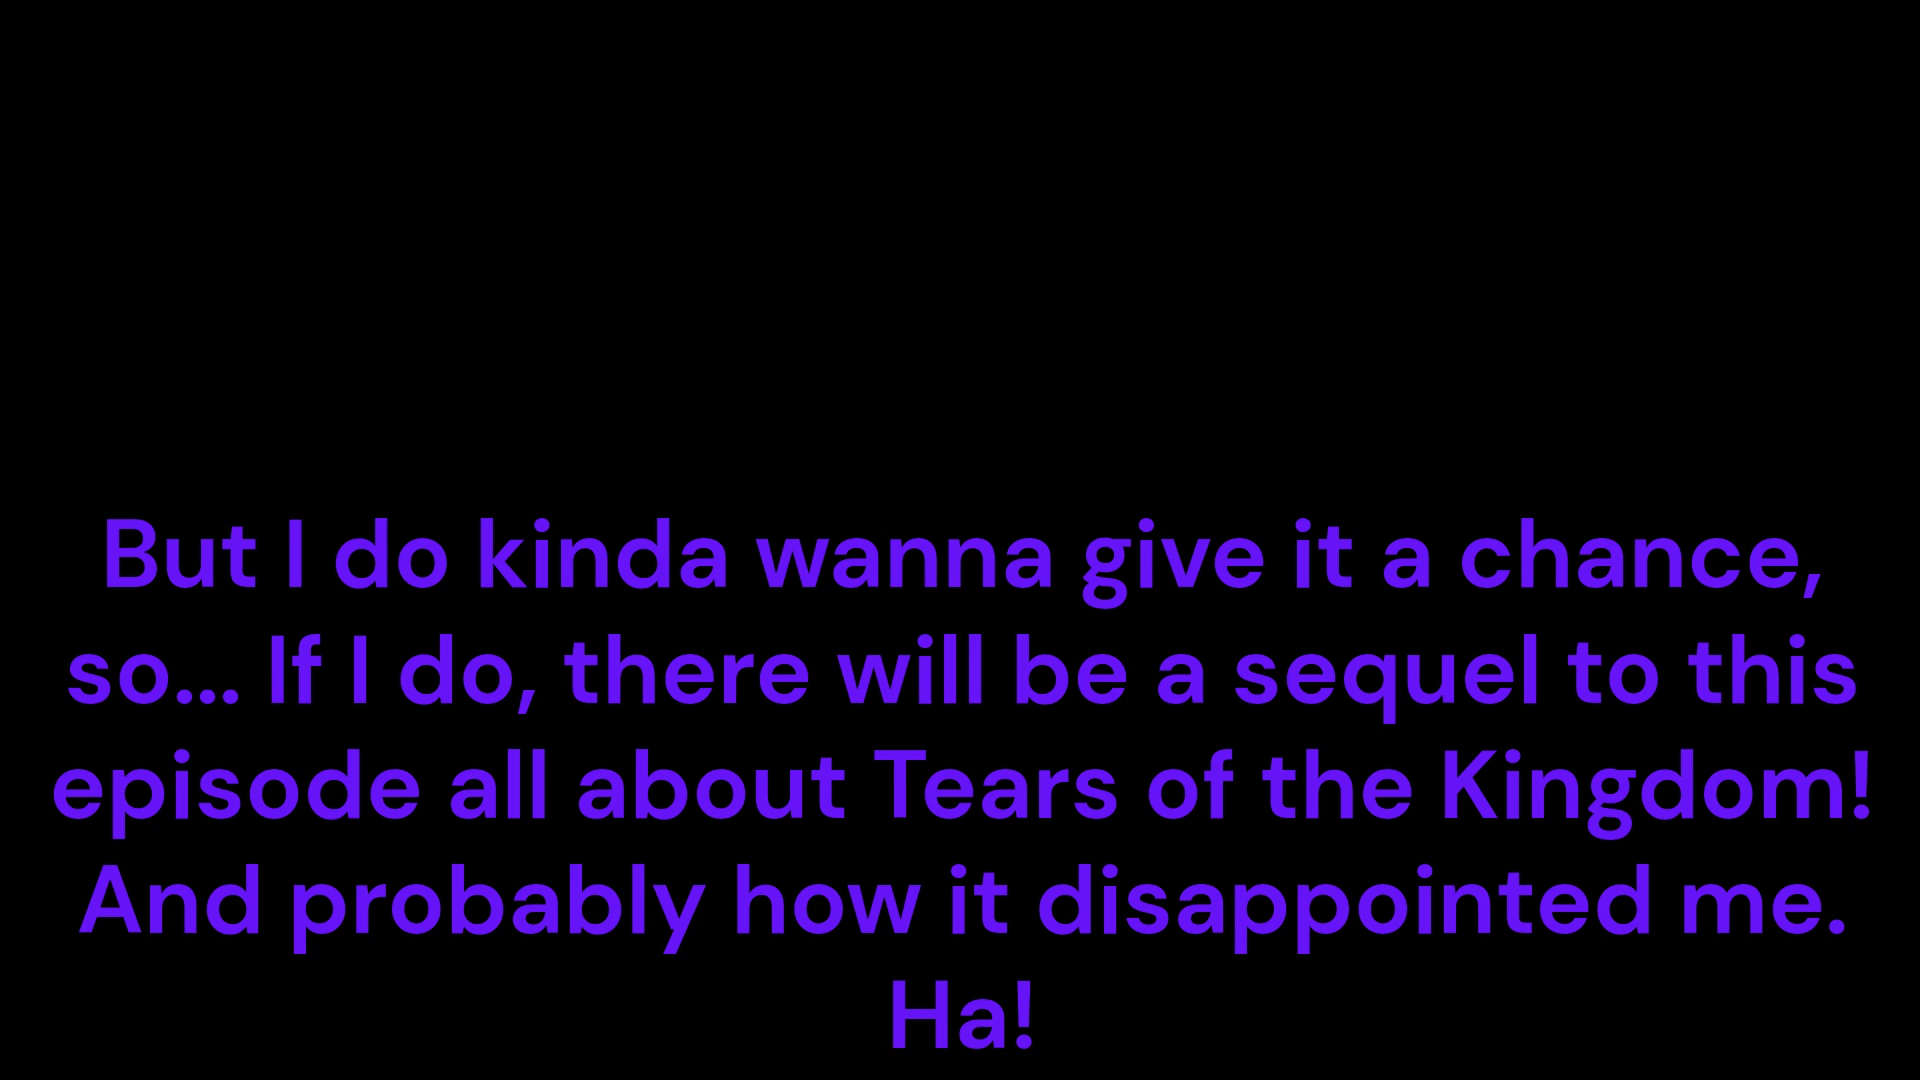 But I do kinda wanna give it a chance,
so... If I do, there will be a sequel to this
episode all about Tears of the Kingdom!
And probably how it disappointed me.
Ha!